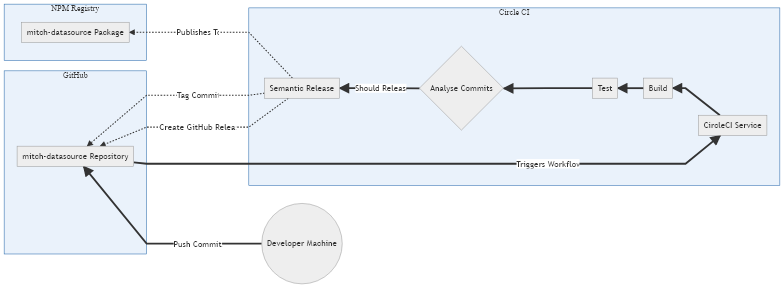 NPM Registry
mitch-datasource Package
Publishes To
Circle CI
GitHub
Semantic Release
Should Releas
Analyse Commits
Test
Build
Tag Commit
CircleCI Service
Create GitHub Relea
mitch-datasource Repository
Triggers Workflow
Push Commit
Developer Machine